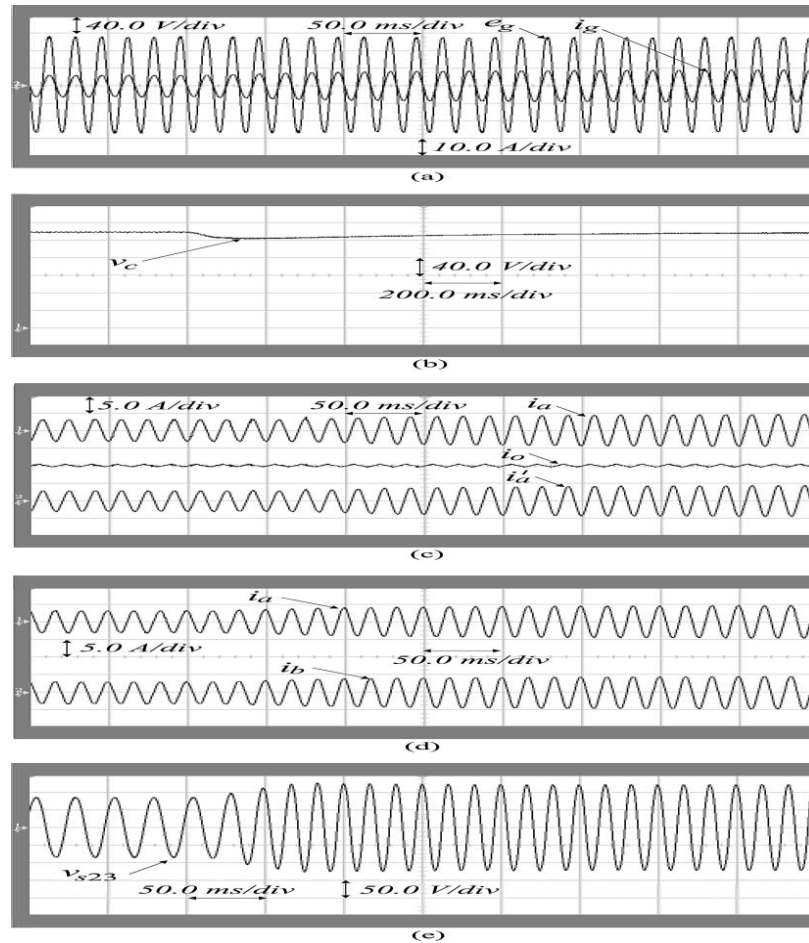 40.0 V/div 50.0 ms/div e_g i_g
10.0 A/div
(a)
v_c
40.0 V/div
200.0 ms/div
(b)
5.0 A/div 50.0 ms/div i_a
i_o
i'_a
(c)
i_a
5.0 A/div 50.0 ms/div
i_b
(d)
v_s23
50.0 ms/div 50.0 V/div
(e)